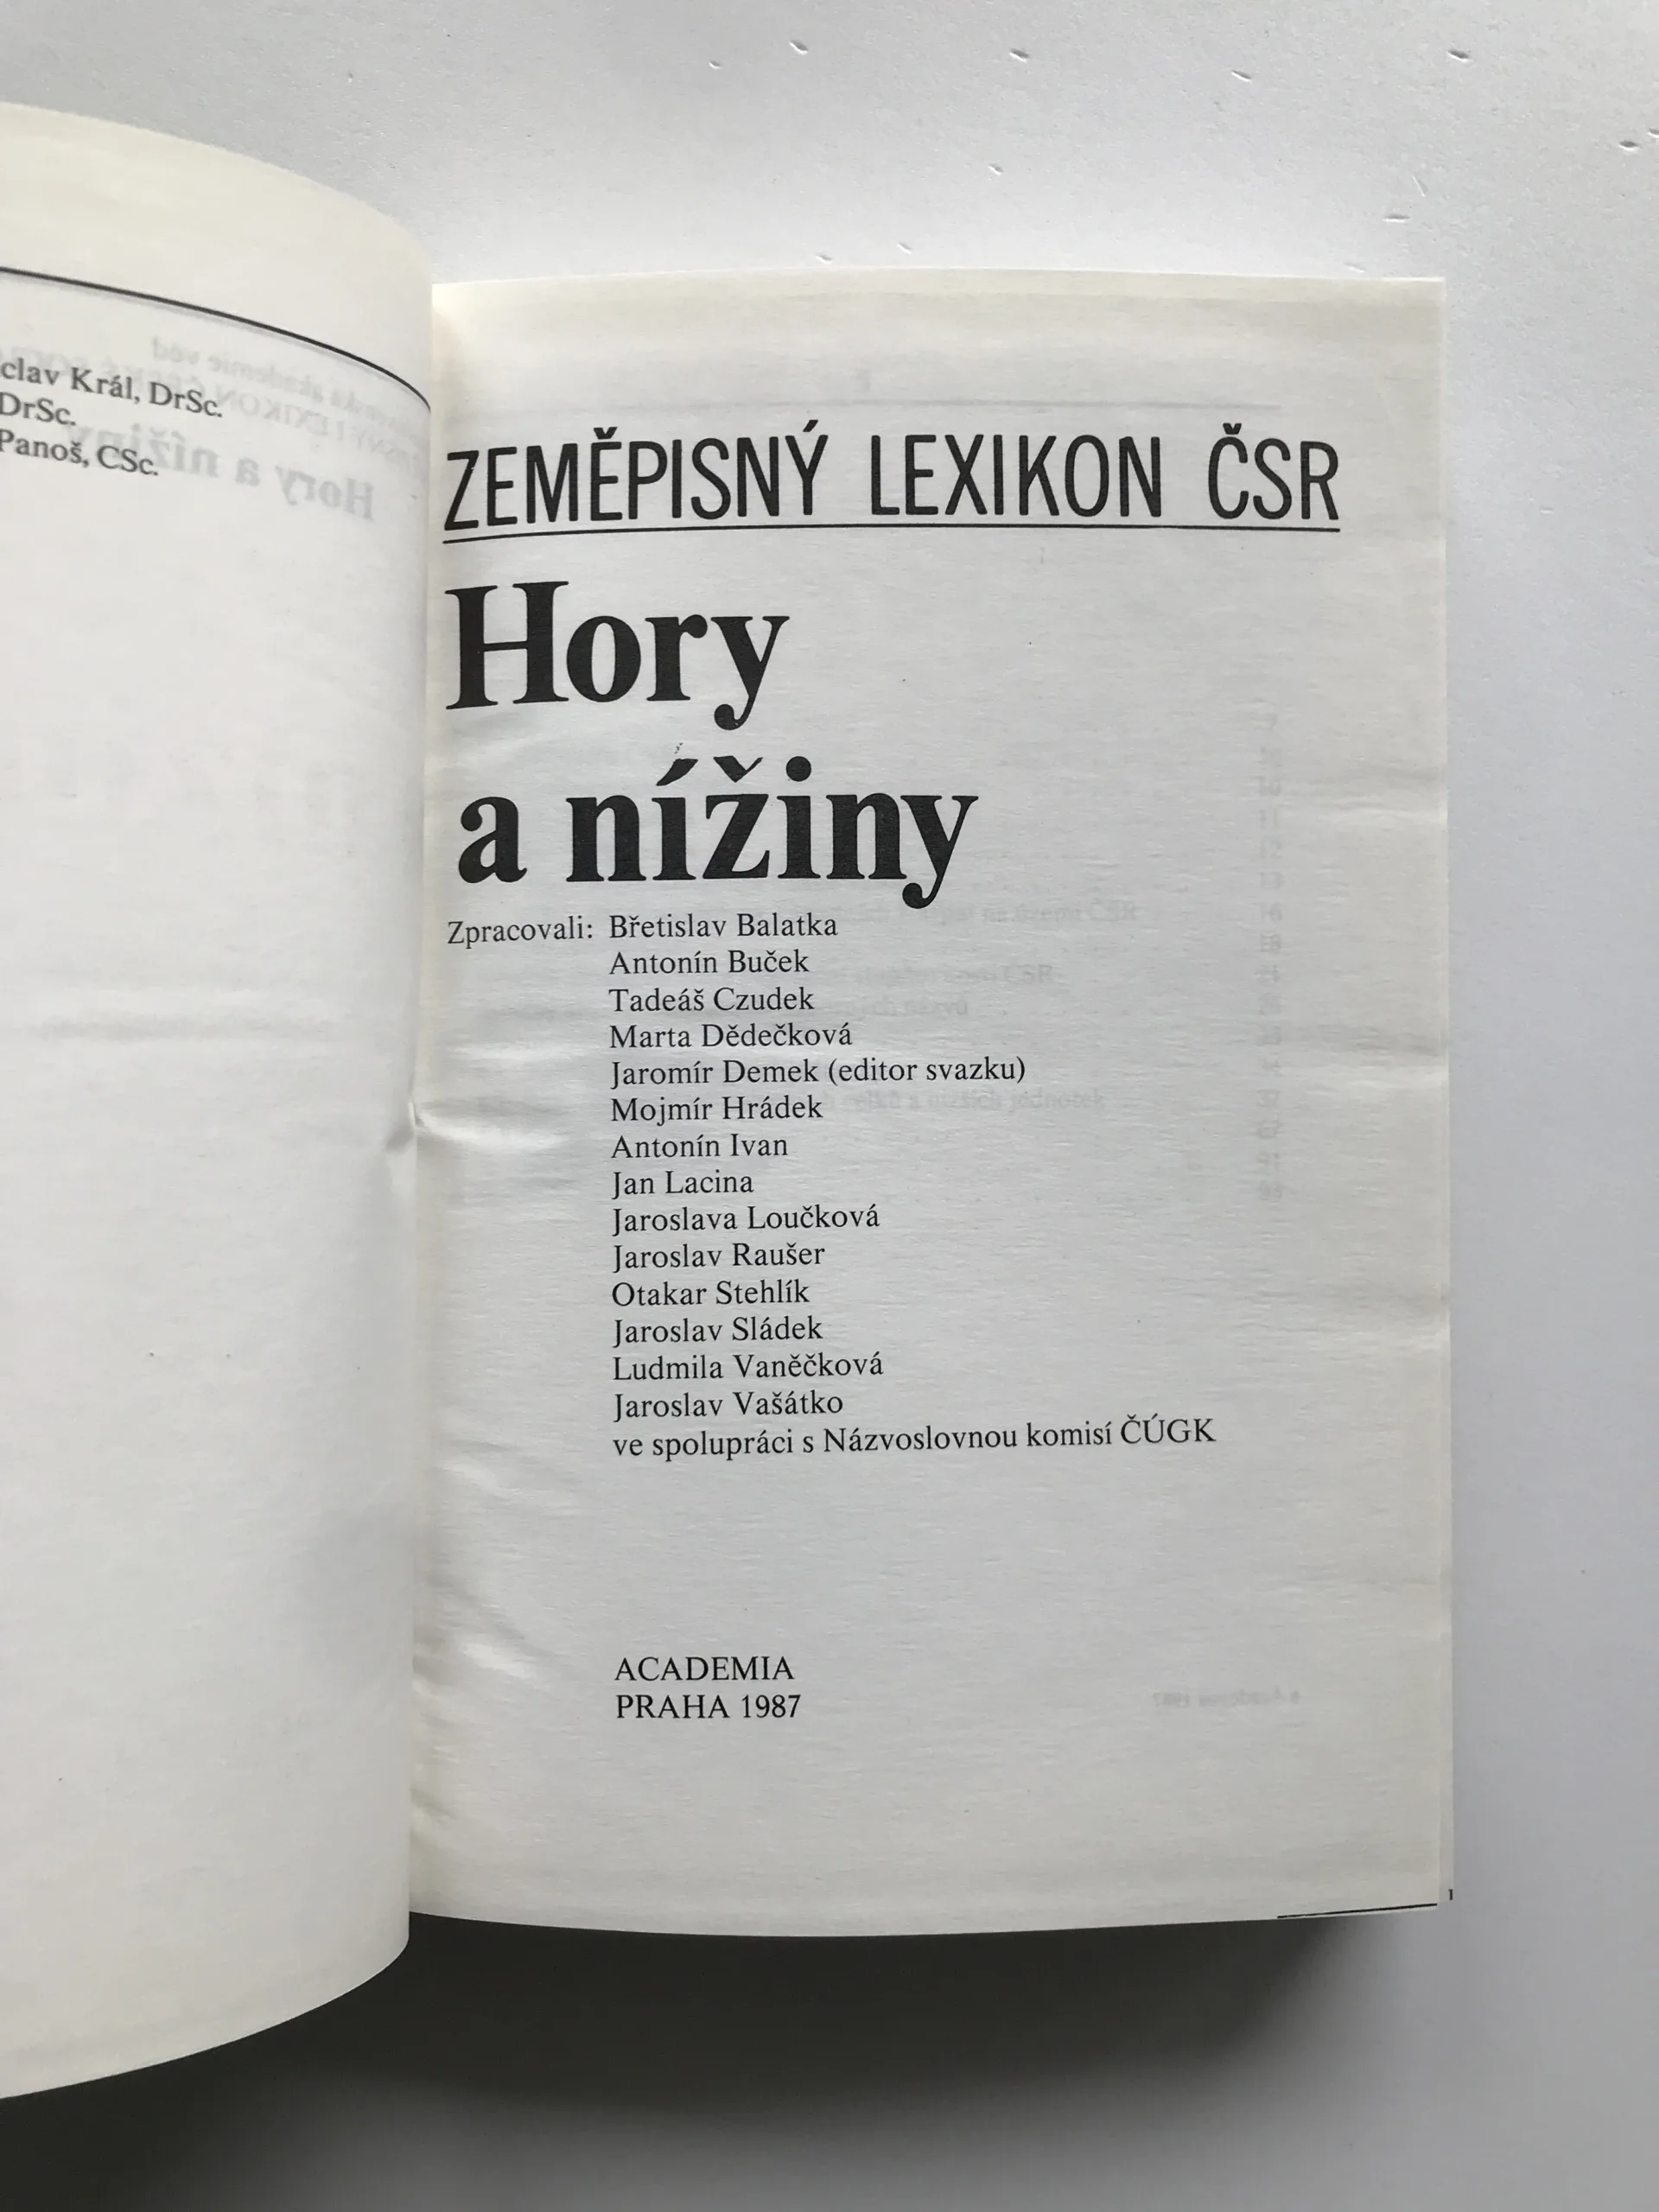 clav Král, DrSc.
DrSc.
Panoš, CSc.
ZEMĚPISNÝ LEXIKON ČSR
Hory
a nížiny
Zpracovali: Břetislav Balatka
Antonín Buček
Tadeáš Czudek
Marta Dědečková
Jaromír Demek (editor svazku)
Mojmír Hrádek
Antonín Ivan
Jan Lacina
Jaroslava Loučková
Jaroslav Raušer
Otakar Stehlík
Jaroslav Sládek
Ludmila Vaněčková
Jaroslav Vašátko
ve spolupráci s Názvoslovnou komisí ČÚGK
ACADEMIA
PRAHA 1987